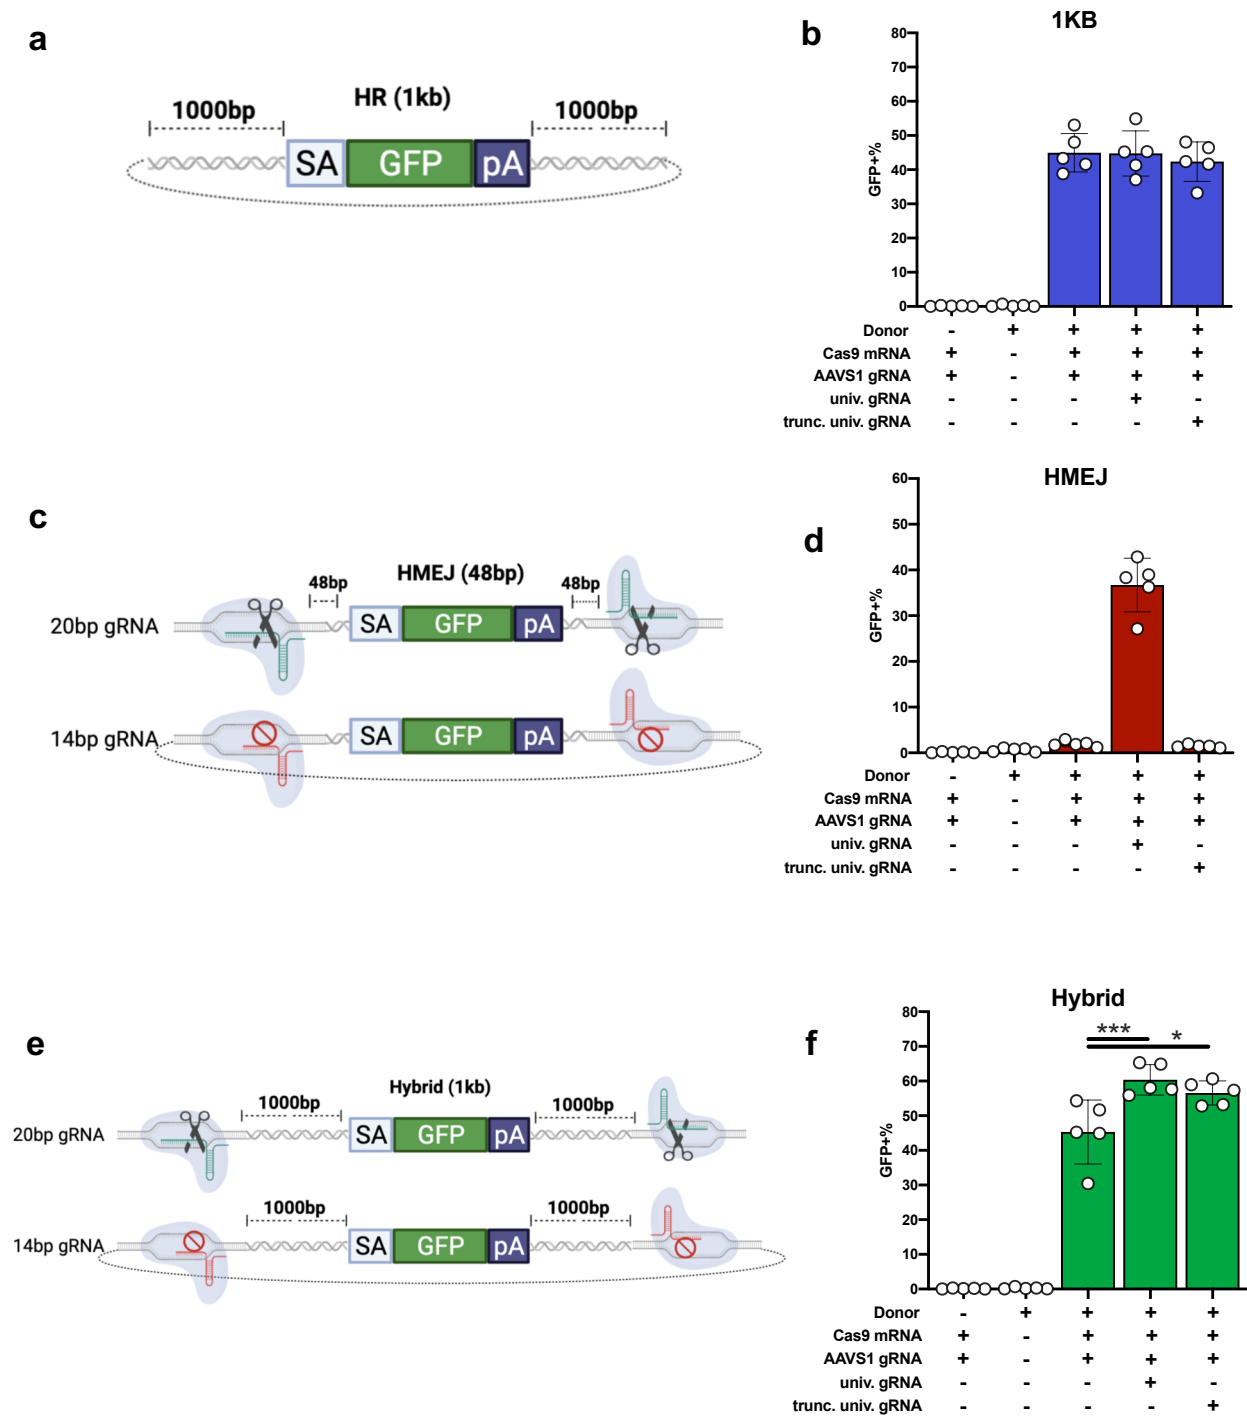 a
HR (1kb)
1000bp
1000bp
SA GFP pA
b
1KB
GFP+%
80
70
60
50
40
30
20
10
0
Donor - + + + +
Cas9 mRNA + - + + +
AAVS1 gRNA + - + + +
univ. gRNA - - - + -
trunc. univ. gRNA - - - - +
c
HMEJ (48bp)
48bp
48bp
20bp gRNA
SA GFP pA
14bp gRNA
SA GFP pA
d
HMEJ
GFP+%
60
50
40
30
20
10
0
Donor - + + + +
Cas9 mRNA + - + + +
AAVS1 gRNA + - + + +
univ. gRNA - - - + -
trunc. univ. gRNA - - - - +
e
Hybrid (1kb)
1000bp
1000bp
20bp gRNA
SA GFP pA
1000bp
1000bp
14bp gRNA
SA GFP pA
f
Hybrid
GFP+%
80
70
60
50
40
30
20
10
0
***
*
Donor - + + + +
Cas9 mRNA + - + + +
AAVS1 gRNA + - + + +
univ. gRNA - - - + -
trunc. univ. gRNA - - - - +